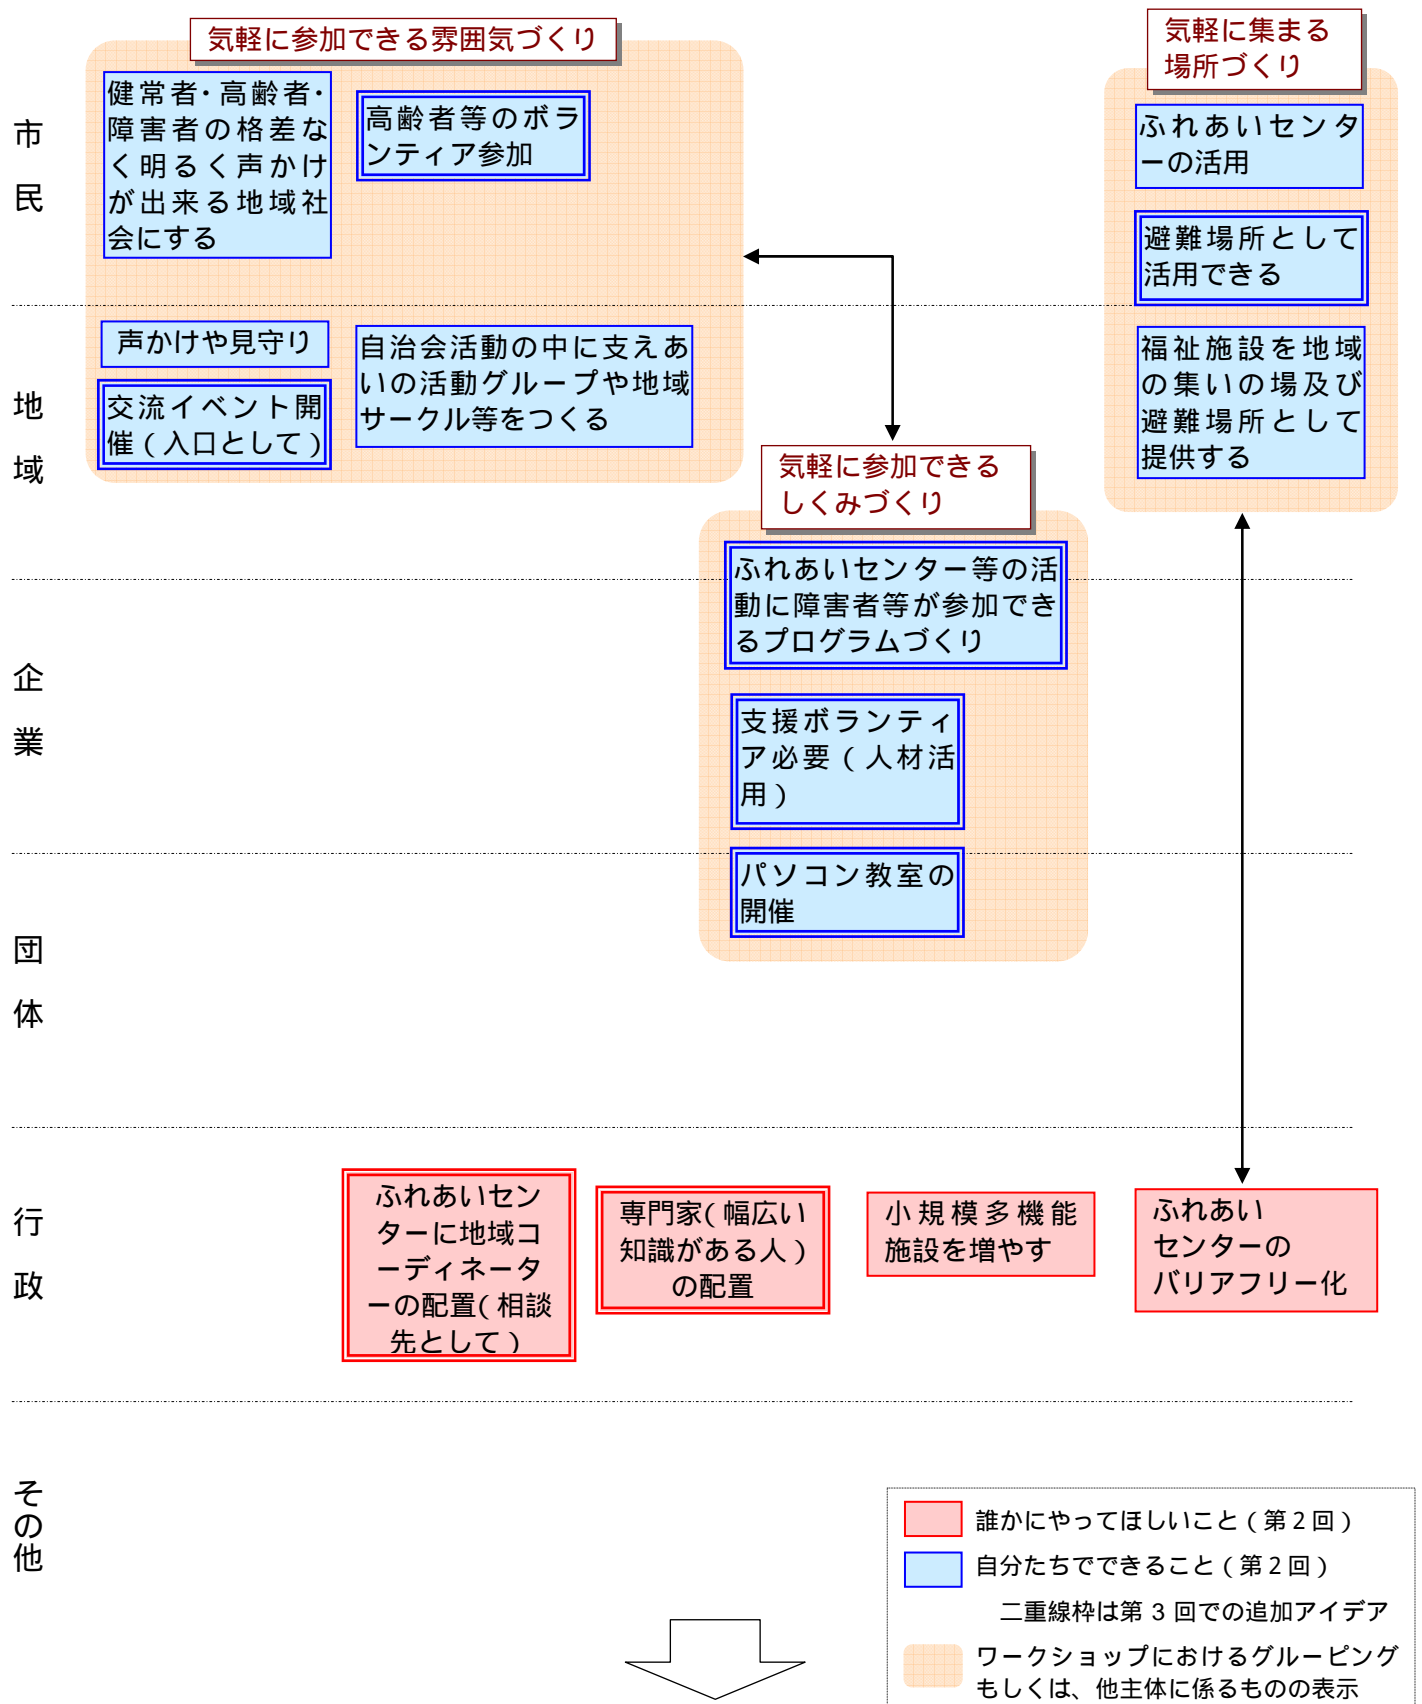 気軽に参加できる雰囲気づくり
気軽に集まる
場所づくり
市
民
健常者・高齢者・
障害者の格差な
く明るく声かけ
が出来る地域社
会にする
高齢者等のボラ
ンティア参加
ふれあいセンタ
ーの活用
避難場所として
活用できる
地
域
声かけや見守り
交流イベント開
催（入口として）
自治会活動の中に支えあ
いの活動グループや地域
サークル等をつくる
福祉施設を地域
の集いの場及び
避難場所として
提供する
気軽に参加できる
しくみづくり
ふれあいセンター等の活
動に障害者等が参加でき
るプログラムづくり
企
業
支援ボランティ
ア必要（人材活
用）
パソコン教室の
開催
団
体
行
政
ふれあいセン
ターに地域コ
ーディネータ
ーの配置（相談
先として）
専門家（幅広い
知識がある人）
の配置
小規模多機能
施設を増やす
ふれあい
センターの
バリアフリー化
そ
の
他
誰かにやってほしいこと（第２回）
自分たちでできること（第２回）
二重線枠は第３回での追加アイデア
ワークショップにおけるグルーピング
もしくは、他主体に係るものの表示